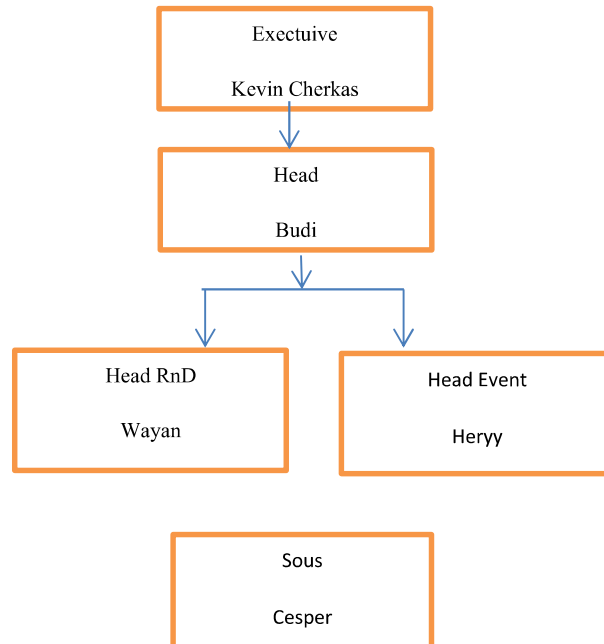 Exectuive
Kevin Cherkas
Head
Budi
Head RnD
Wayan
Head Event
Heryy
Sous
Cesper